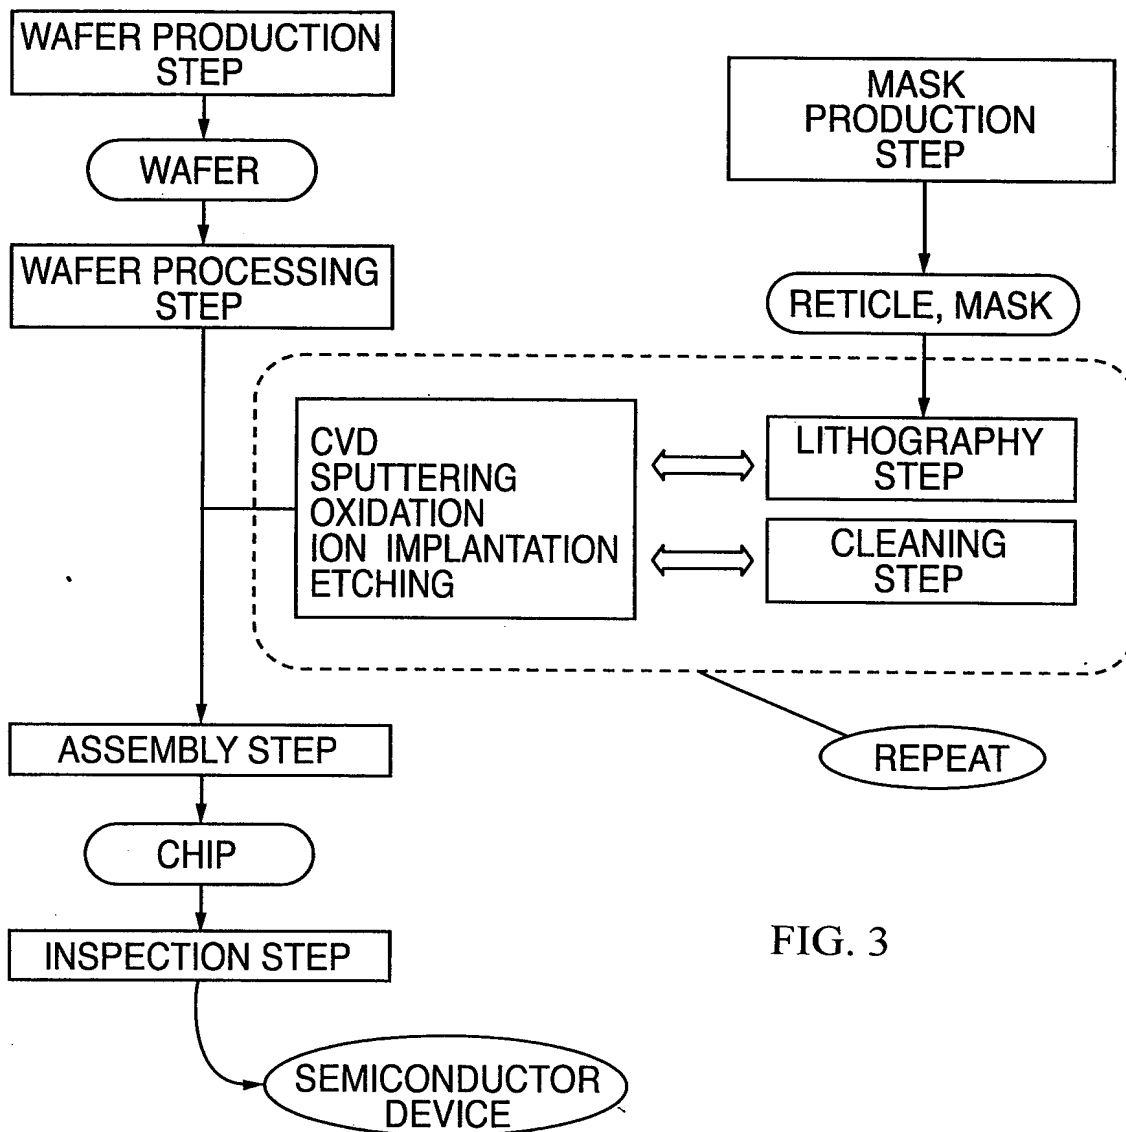 WAFER PRODUCTION
STEP
WAFER
WAFER PROCESSING
STEP
MASK
PRODUCTION
STEP
RETICLE, MASK
CVD
SPUTTERING
OXIDATION
ION IMPLANTATION
ETCHING
LITHOGRAPHY
STEP
CLEANING
STEP
REPEAT
ASSEMBLY STEP
CHIP
INSPECTION STEP
SEMICONDUCTOR
DEVICE
FIG. 3